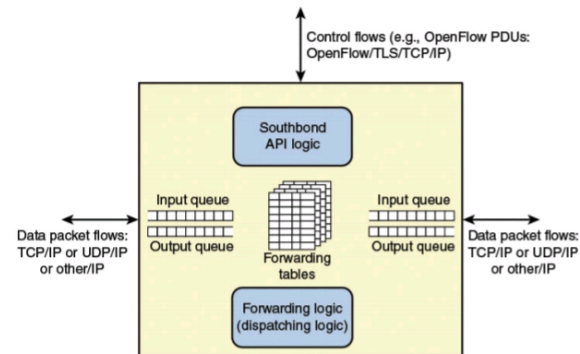 Control flows (e.g., OpenFlow PDUs:
OpenFlow/TLS/TCP/IP)
Southbond
API logic
Input queue
Output queue
Forwarding
tables
Input queue
Output queue
Data packet flows:
TCP/IP or UDP/IP
or other/IP
Data packet flows:
TCP/IP or UDP/IP
or other/IP
Forwarding logic
(dispatching logic)